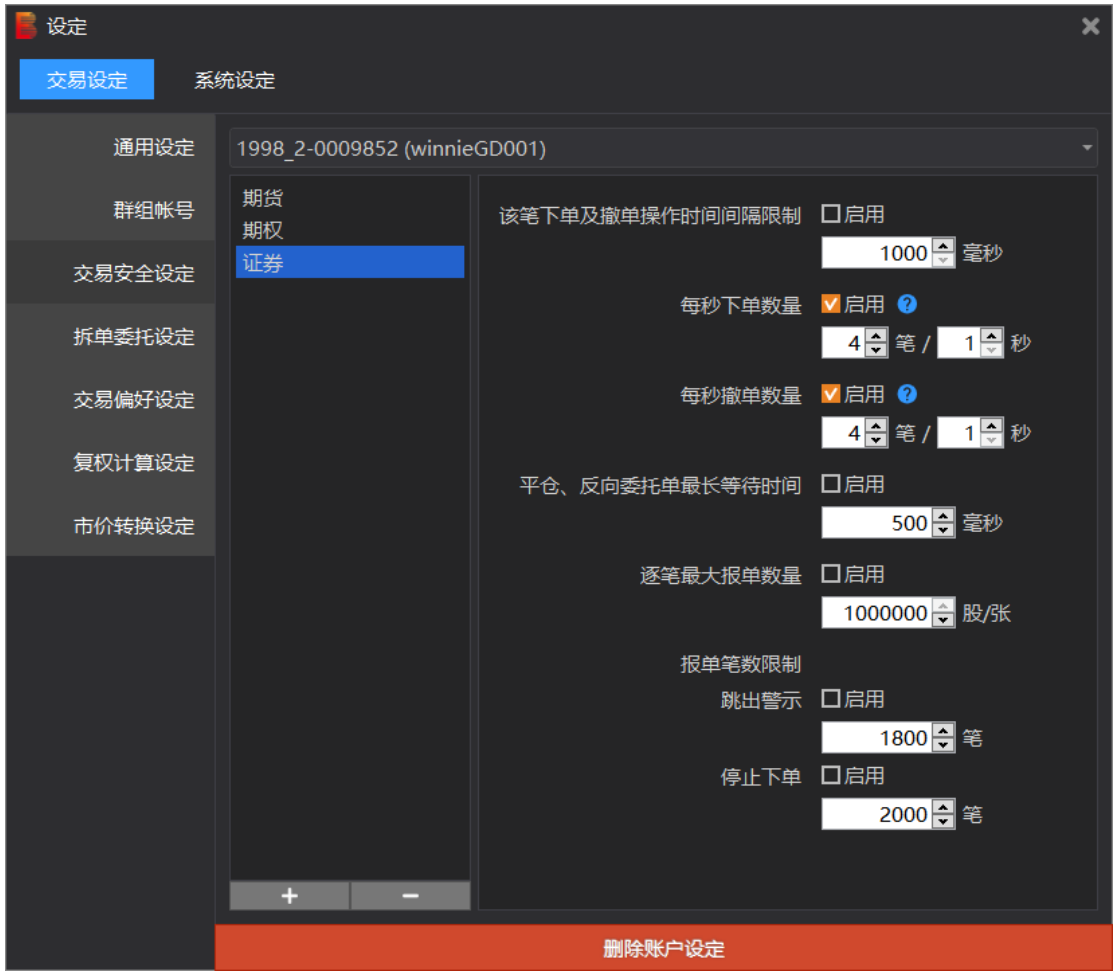 设定
交易设定 系统设定
通用设定
群组帐号
交易安全设定
拆单委托设定
交易偏好设定
复权计算设定
市价转换设定
1998_2-0009852 (winnieGD001)
期货
期权
证券
该笔下单及撤单操作时间间隔限制 启用
1000 毫秒
每秒下单数量 启用 ?
4 笔 / 1 秒
每秒撤单数量 启用 ?
4 笔 / 1 秒
平仓、反向委托单最长等待时间 启用
500 毫秒
逐笔最大报单数量 启用
1000000 股/张
报单笔数限制
跳出警示 启用
1800 笔
停止下单 启用
2000 笔
+ −
删除账户设定